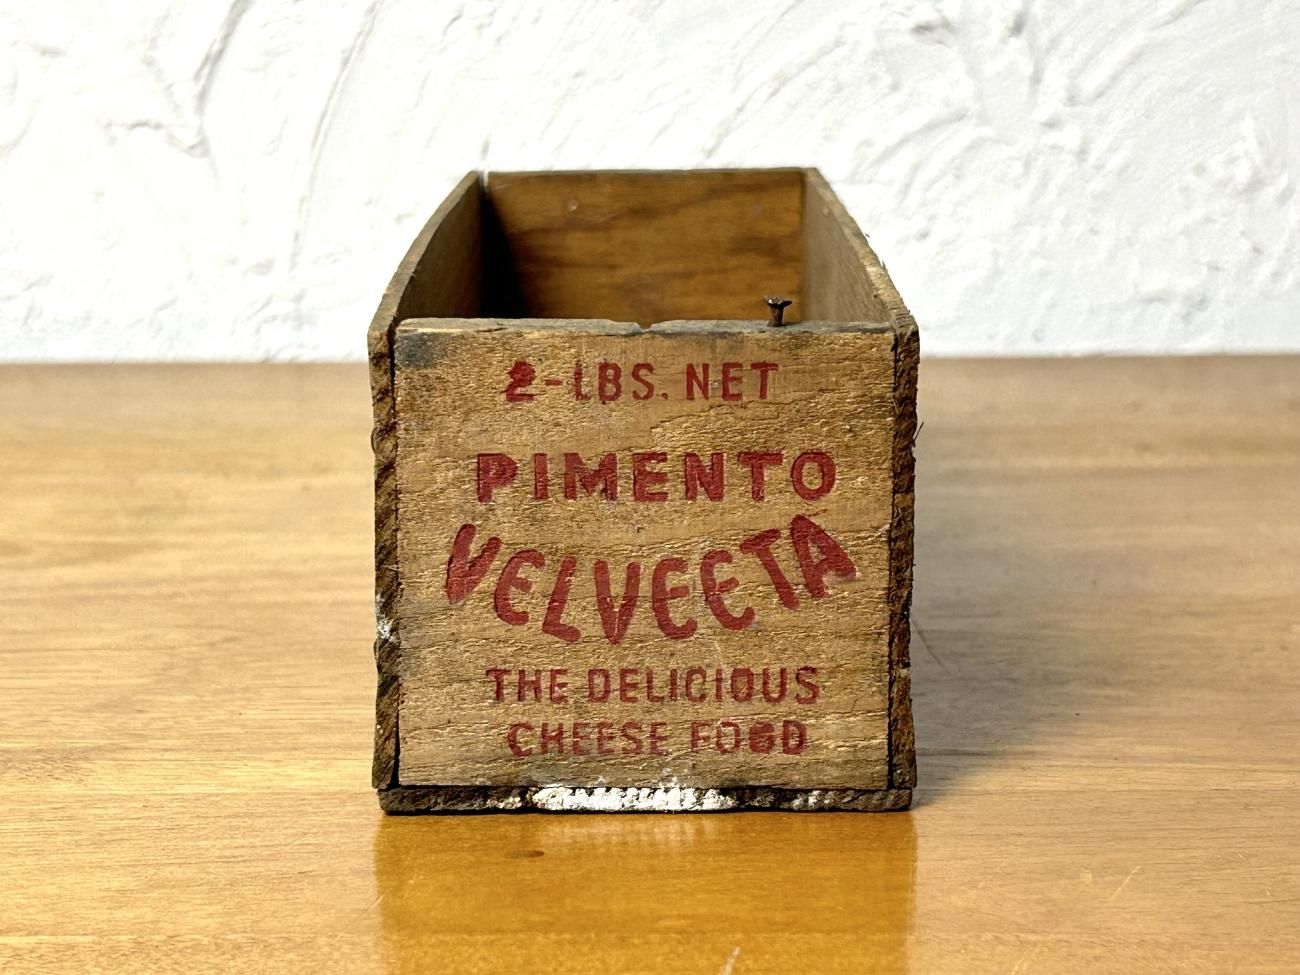 2-LBS. NET
PIMENTO
VELVEETA
THE DELICIOUS
CHEESE FOOD